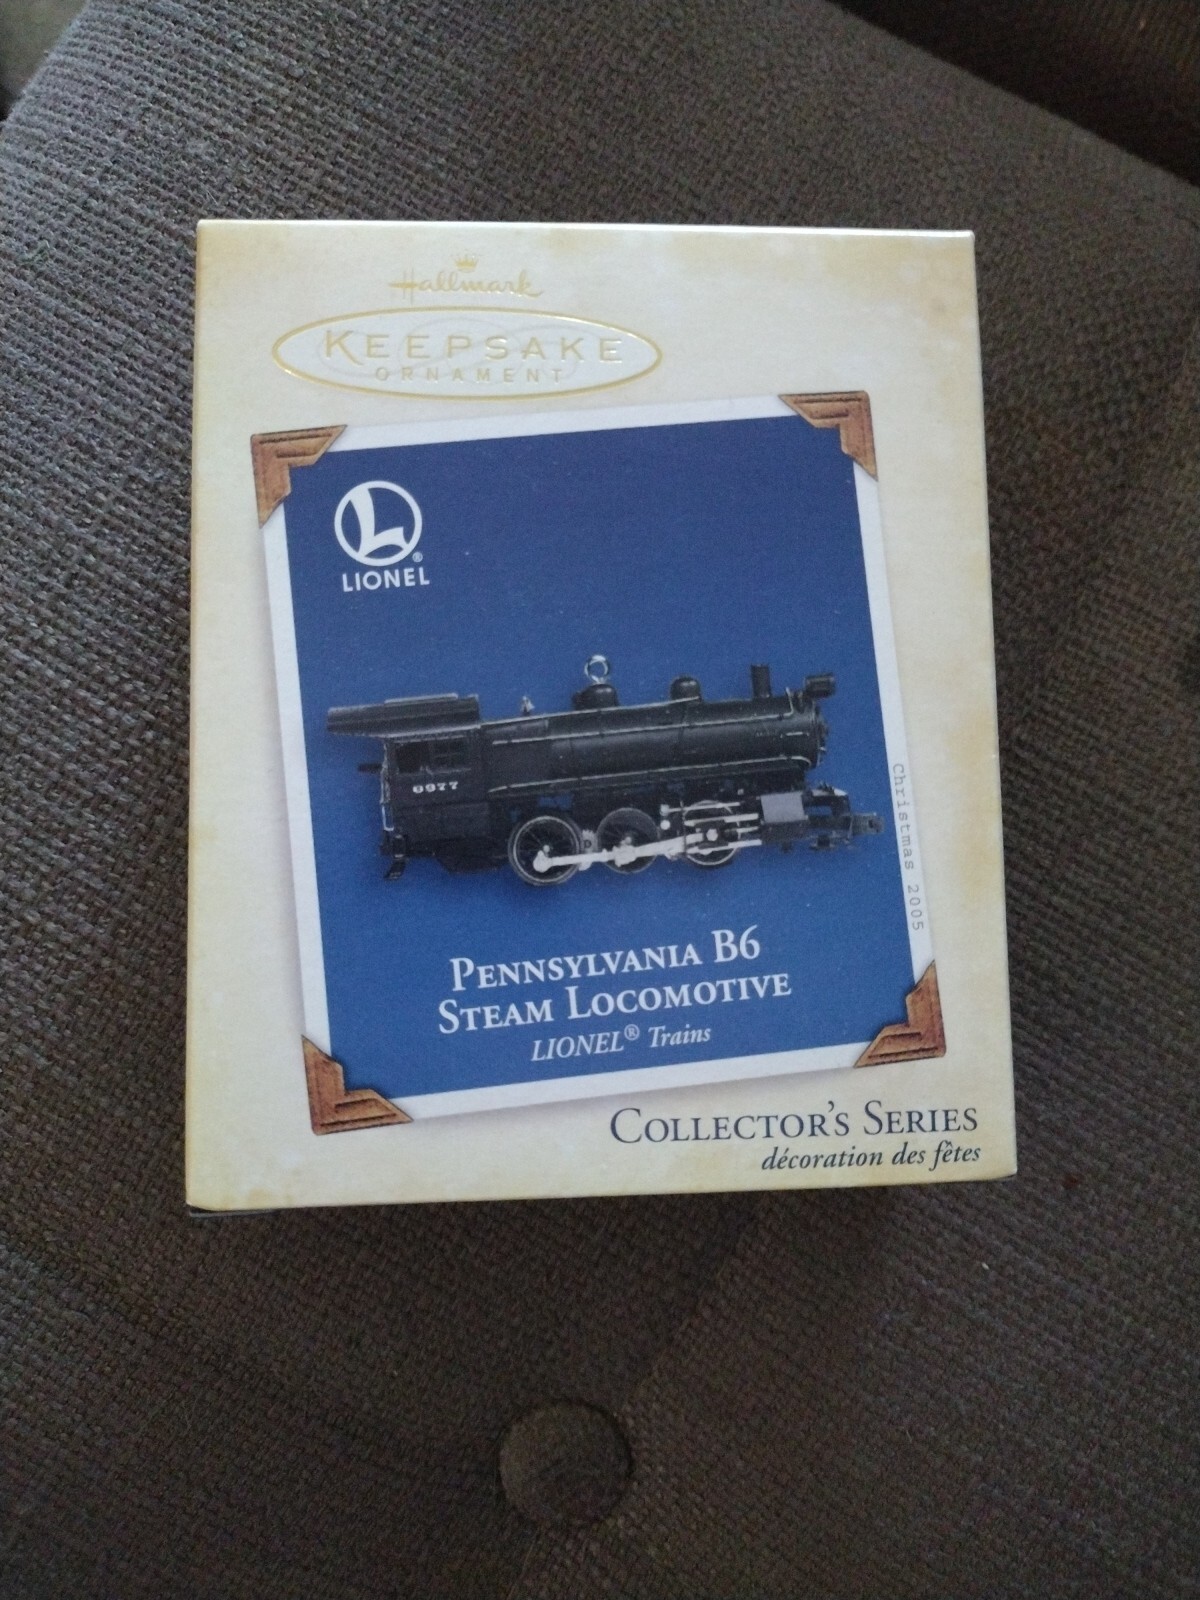 Hallmark
KEEPSAKE
ORNAMENT
L®
LIONEL
6977
Christmas 2005
PENNSYLVANIA B6
STEAM LOCOMOTIVE
LIONEL® Trains
COLLECTOR'S SERIES
décoration des fêtes